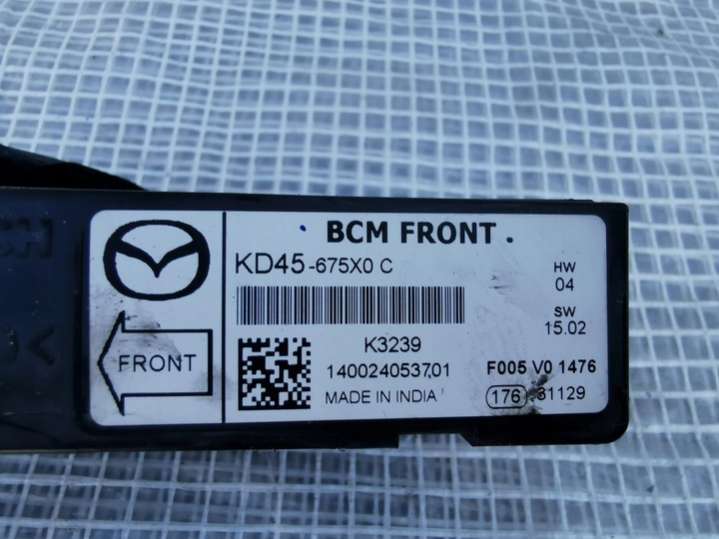 BCM FRONT .
KD45-675X0 C
HW
04
SW
15.02
FRONT
K3239
1400240537.01
MADE IN INDIA
F005 V0 1476
176 .31129